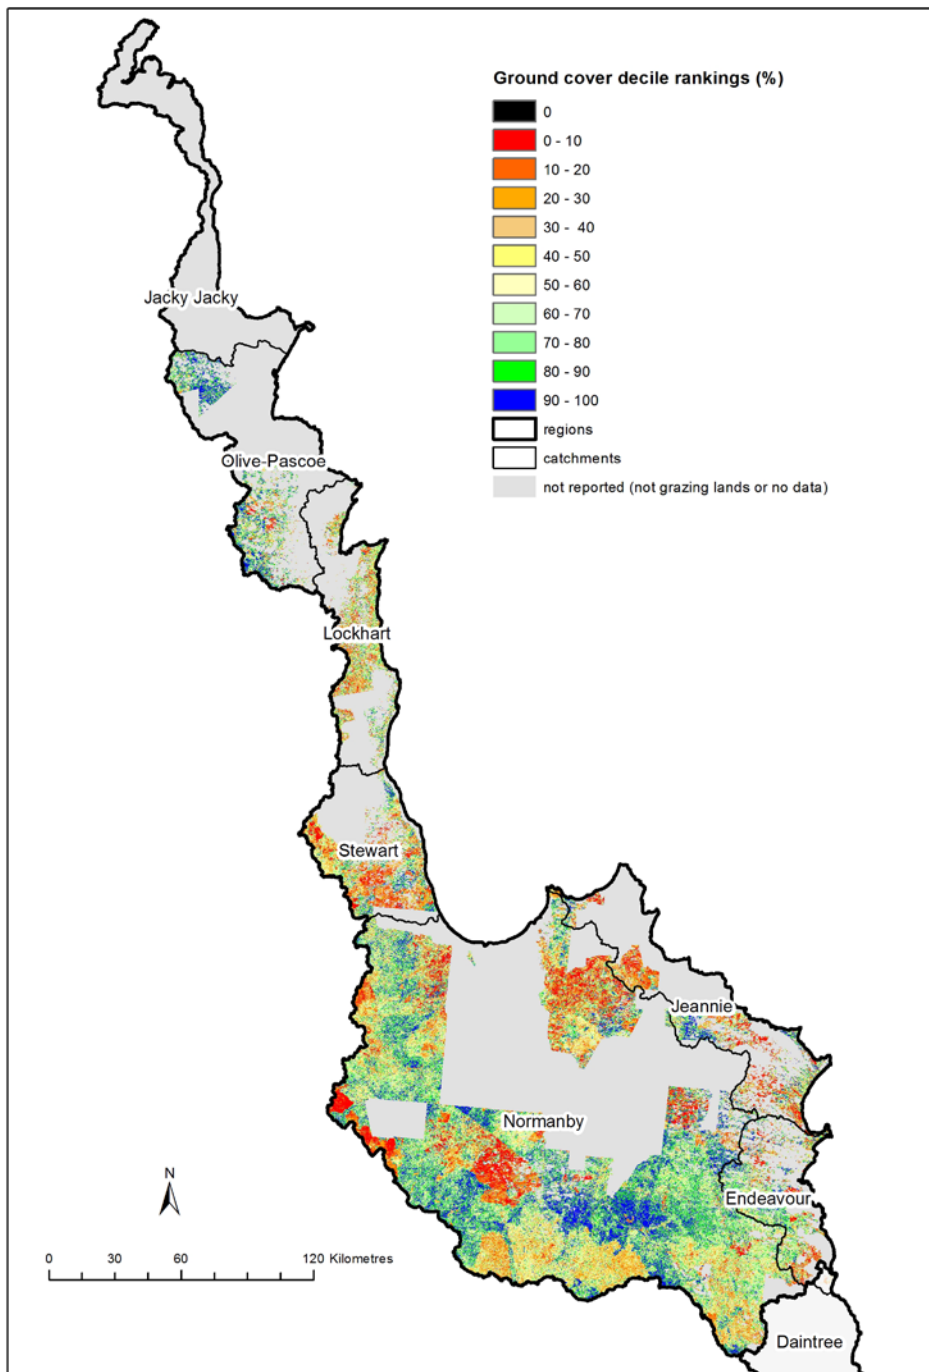 Ground cover decile rankings (%)
0
0 - 10
10 - 20
20 - 30
30 - 40
40 - 50
50 - 60
60 - 70
70 - 80
80 - 90
90 - 100
regions
catchments
not reported (not grazing lands or no data)
Jacky Jacky
Olive-Pascoe
Lockhart
Stewart
Jeannie
Normanby
Endeavour
N
0 30 60 120 Kilometres
Daintree